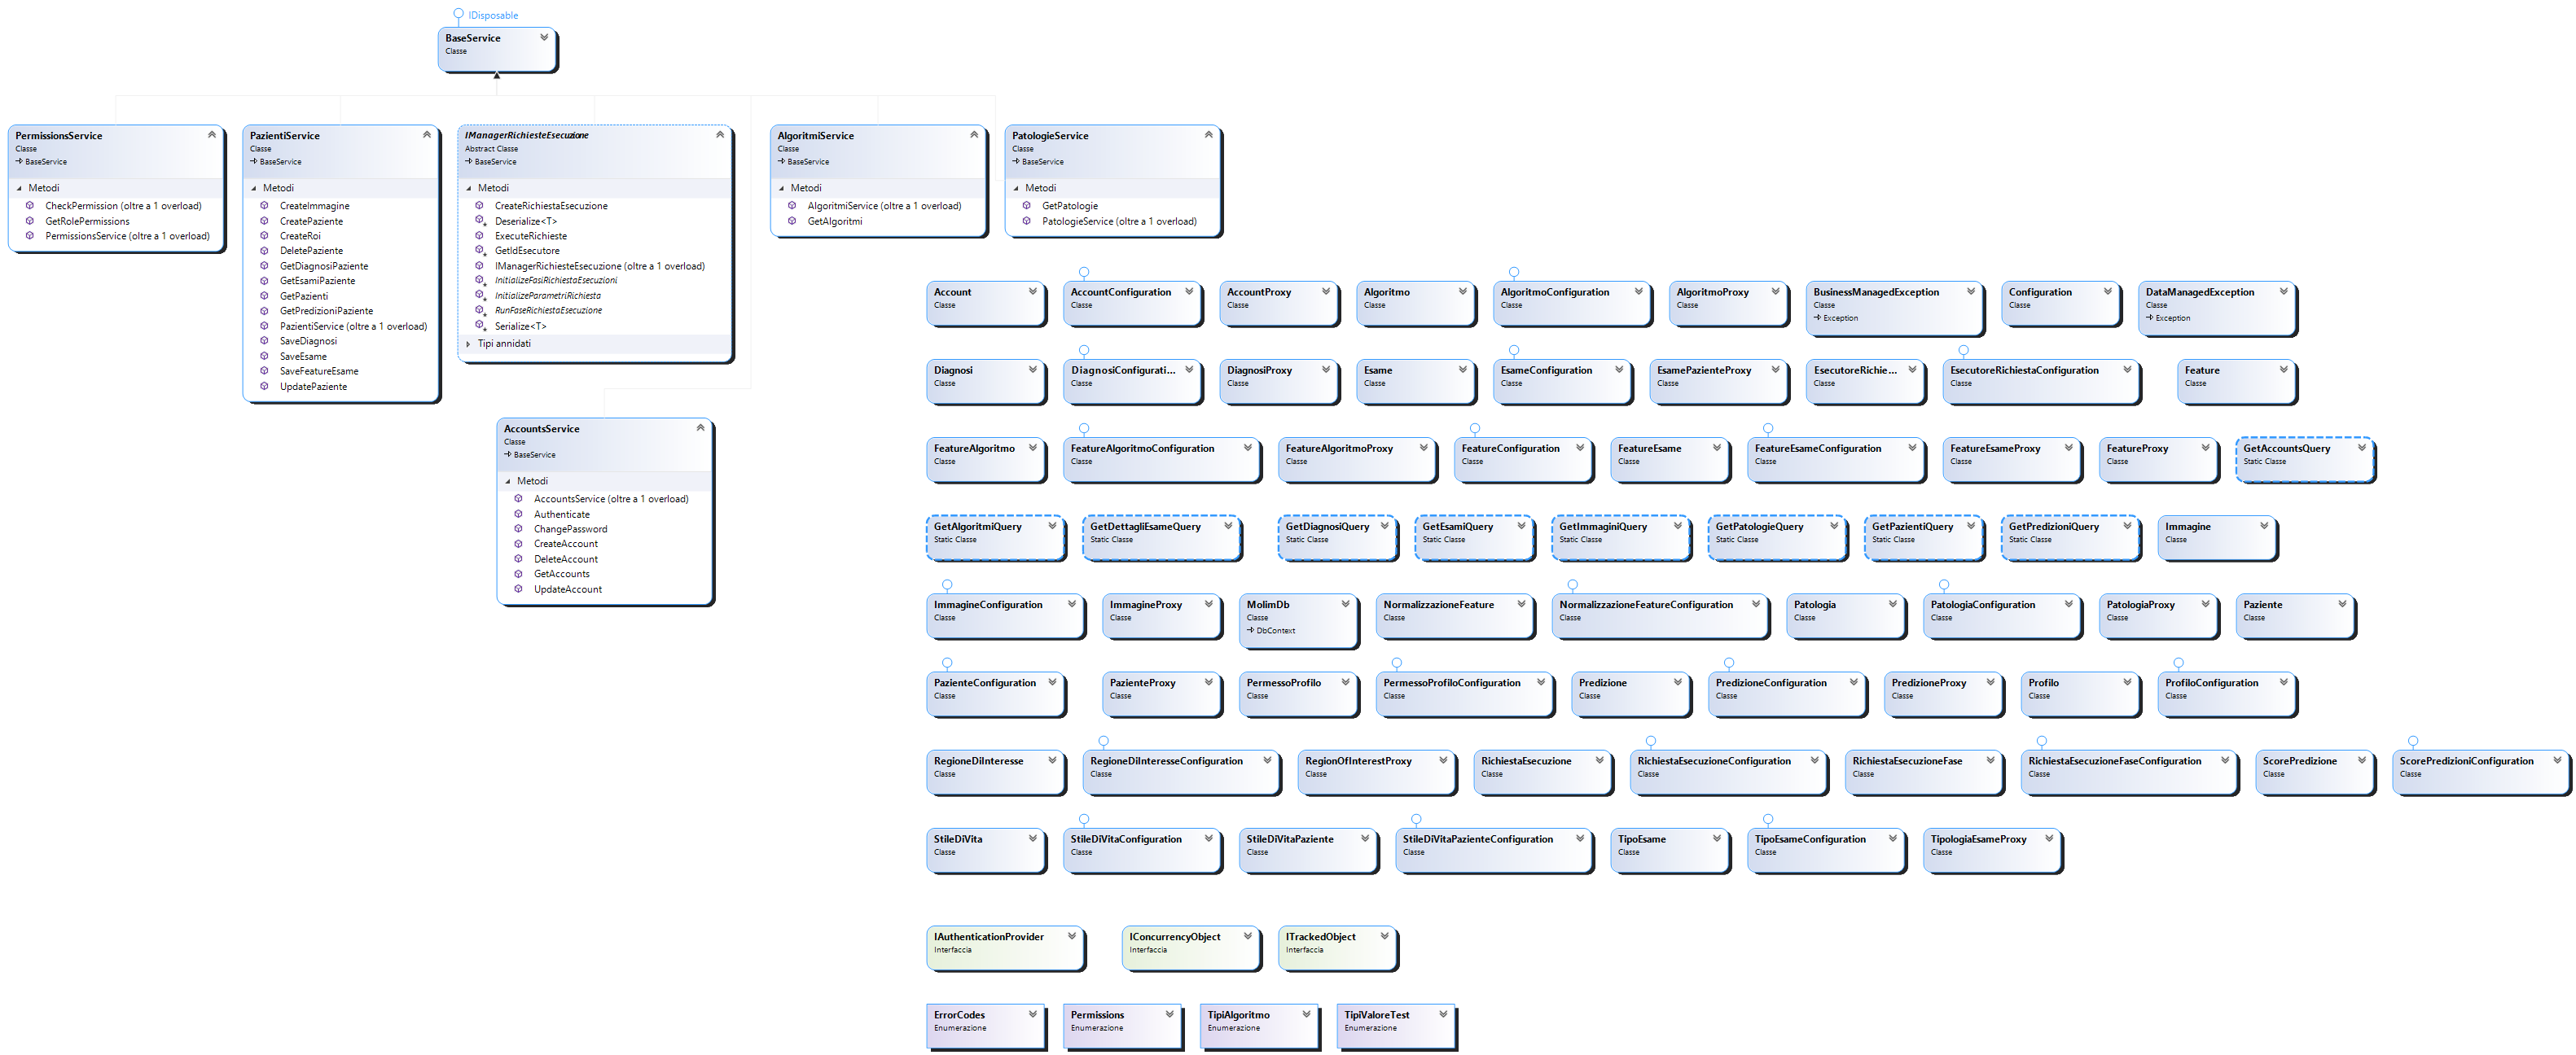 IDisposable
BaseService
Classe
PermissionsService
Classe
BaseService
Metodi
CheckPermission (oltre a 1 overload)
GetRolePermissions
PermissionsService (oltre a 1 overload)
PazientiService
Classe
BaseService
Metodi
CreateImmagine
CreatePaziente
CreateRoi
DeletePaziente
GetDiagnosiPaziente
GetEsamiPaziente
GetPazienti
GetPredizioniPaziente
PazientiService (oltre a 1 overload)
SaveDiagnosi
SaveEsame
SaveFeatureEsame
UpdatePaziente
IManagerRichiesteEsecuzione
Abstract Classe
BaseService
Metodi
CreateRichiestaEsecuzione
Deserialize<T>
ExecuteRichieste
GetIdEsecutore
IManagerRichiesteEsecuzione (oltre a 1 overload)
InitializeFasiRichiestaEsecuzioni
InitializeParametriRichiesta
RunFaseRichiestaEsecuzione
Serialize<T>
Tipi annidati
AlgoritmiService
Classe
BaseService
Metodi
AlgoritmiService (oltre a 1 overload)
GetAlgoritmi
PatologieService
Classe
BaseService
Metodi
GetPatologie
PatologieService (oltre a 1 overload)
AccountsService
Classe
BaseService
Metodi
AccountsService (oltre a 1 overload)
Authenticate
ChangePassword
CreateAccount
DeleteAccount
GetAccounts
UpdateAccount
Account
Classe
AccountConfiguration
Classe
AccountProxy
Classe
Algoritmo
Classe
AlgoritmoConfiguration
Classe
AlgoritmoProxy
Classe
BusinessManagedException
Classe
Exception
Configuration
Classe
DataManagedException
Classe
Exception
Diagnosi
Classe
DiagnosiConfigurati...
Classe
DiagnosiProxy
Classe
Esame
Classe
EsameConfiguration
Classe
EsamePazienteProxy
Classe
EsecutoreRichie...
Classe
EsecutoreRichiestaConfiguration
Classe
Feature
Classe
FeatureAlgoritmo
Classe
FeatureAlgoritmoConfiguration
Classe
FeatureAlgoritmoProxy
Classe
FeatureConfiguration
Classe
FeatureEsame
Classe
FeatureEsameConfiguration
Classe
FeatureEsameProxy
Classe
FeatureProxy
Classe
GetAccountsQuery
Static Classe
GetAlgoritmiQuery
Static Classe
GetDettagliEsameQuery
Static Classe
GetDiagnosiQuery
Static Classe
GetEsamiQuery
Static Classe
GetImmaginiQuery
Static Classe
GetPatologieQuery
Static Classe
GetPazientiQuery
Static Classe
GetPredizioniQuery
Static Classe
Immagine
Classe
ImmagineConfiguration
Classe
ImmagineProxy
Classe
MolimDb
Classe
DbContext
NormalizzazioneFeature
Classe
NormalizzazioneFeatureConfiguration
Classe
Patologia
Classe
PatologiaConfiguration
Classe
PatologiaProxy
Classe
Paziente
Classe
PazienteConfiguration
Classe
PazienteProxy
Classe
PermessoProfilo
Classe
PermessoProfiloConfiguration
Classe
Predizione
Classe
PredizioneConfiguration
Classe
PredizioneProxy
Classe
Profilo
Classe
ProfiloConfiguration
Classe
RegioneDiInteresse
Classe
RegioneDiInteresseConfiguration
Classe
RegionOfInterestProxy
Classe
RichiestaEsecuzione
Classe
RichiestaEsecuzioneConfiguration
Classe
RichiestaEsecuzioneFase
Classe
RichiestaEsecuzioneFaseConfiguration
Classe
ScorePredizione
Classe
ScorePredizioniConfiguration
Classe
StileDiVita
Classe
StileDiVitaConfiguration
Classe
StileDiVitaPaziente
Classe
StileDiVitaPazienteConfiguration
Classe
TipoEsame
Classe
TipoEsameConfiguration
Classe
TipologiaEsameProxy
Classe
IAuthenticationProvider
Interfaccia
IConcurrencyObject
Interfaccia
ITrackedObject
Interfaccia
ErrorCodes
Enumerazione
Permissions
Enumerazione
TipiAlgoritmo
Enumerazione
TipiValoreTest
Enumerazione